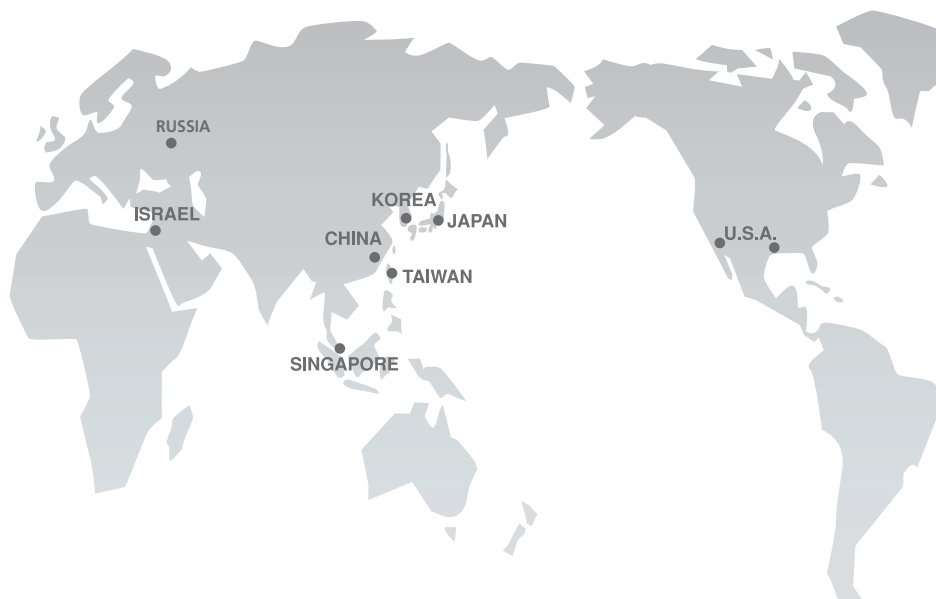 RUSSIA
KOREA
ISRAEL
JAPAN
U.S.A.
CHINA
TAIWAN
SINGAPORE